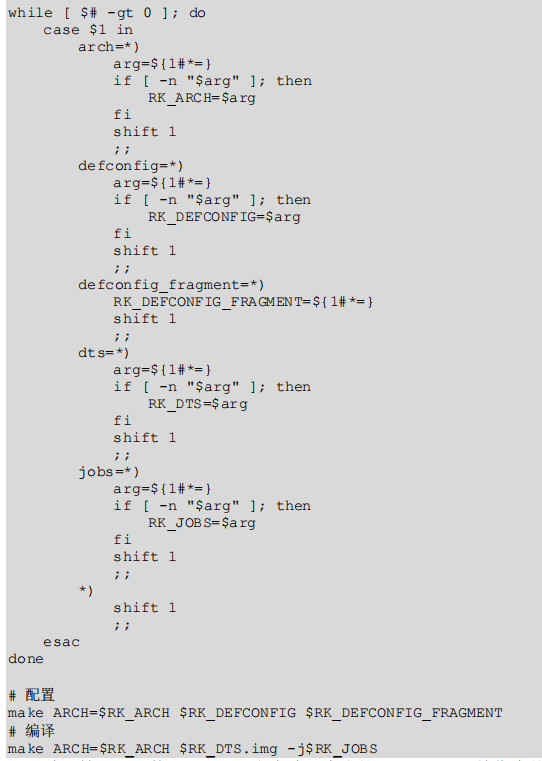 while [ $# -gt 0 ]; do
    case $1 in
        arch=*)
            arg=${1#*=}
            if [ -n "$arg" ]; then
                RK_ARCH=$arg
            fi
            shift 1
            ;;
        defconfig=*)
            arg=${1#*=}
            if [ -n "$arg" ]; then
                RK_DEFCONFIG=$arg
            fi
            shift 1
            ;;
        defconfig_fragment=*)
            RK_DEFCONFIG_FRAGMENT=${1#*=}
            shift 1
            ;;
        dts=*)
            arg=${1#*=}
            if [ -n "$arg" ]; then
                RK_DTS=$arg
            fi
            shift 1
            ;;
        jobs=*)
            arg=${1#*=}
            if [ -n "$arg" ]; then
                RK_JOBS=$arg
            fi
            shift 1
            ;;
        *)
            shift 1
            ;;
    esac
done

# 配置
make ARCH=$RK_ARCH $RK_DEFCONFIG $RK_DEFCONFIG_FRAGMENT
# 编译
make ARCH=$RK_ARCH $RK_DTS.img -j$RK_JOBS